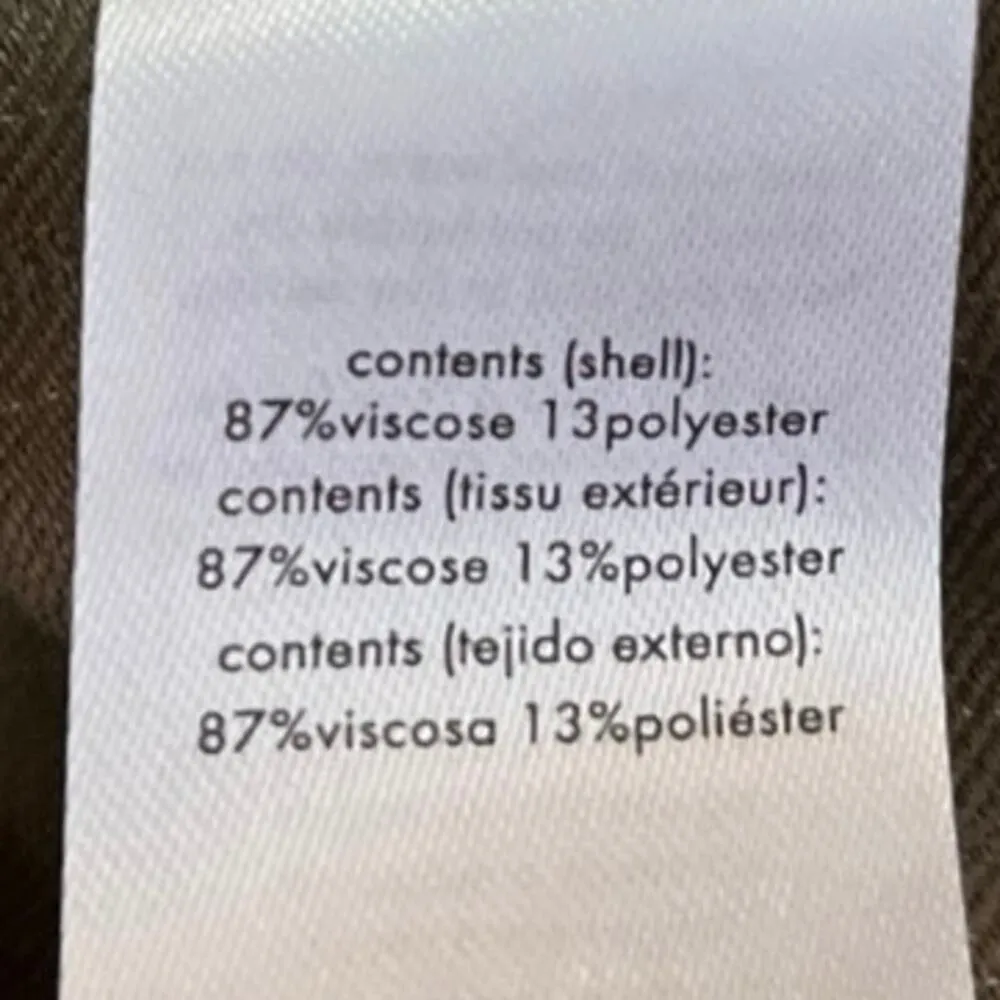 contents (shell):
87%viscose 13polyester
contents (tissu extérieur):
87%viscose 13%polyester
contents (tejido externo):
87%viscosa 13%poliéster